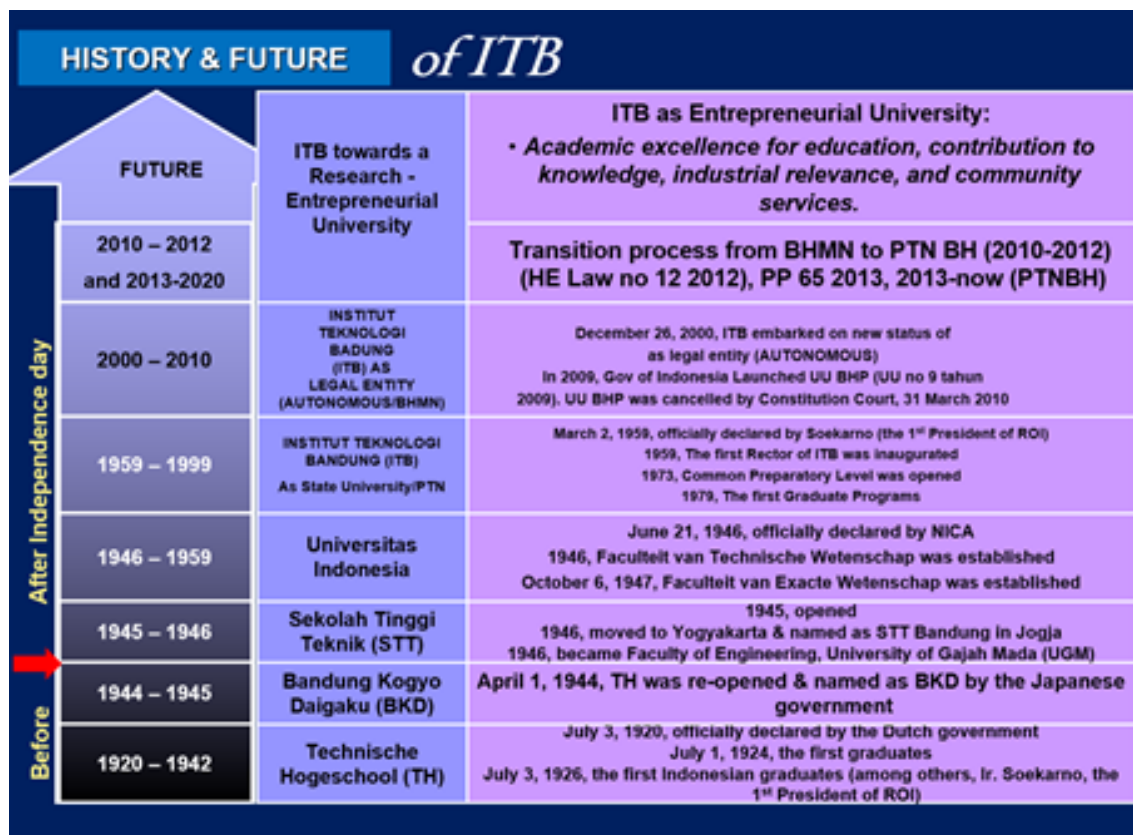 HISTORY & FUTURE of ITB
FUTURE
ITB towards a
Research -
Entrepreneurial
University
ITB as Entrepreneurial University:
• Academic excellence for education, contribution to
knowledge, industrial relevance, and community
services.
2010 – 2012
and 2013-2020
Transition process from BHMN to PTN BH (2010-2012)
(HE Law no 12 2012), PP 65 2013, 2013-now (PTNBH)
After Independence day
2000 – 2010
INSTITUT
TEKNOLOGI
BADUNG
(ITB) AS
LEGAL ENTITY
(AUTONOMOUS/BHMN)
December 26, 2000, ITB embarked on new status of
as legal entity (AUTONOMOUS)
In 2009, Gov of Indonesia Launched UU BHP (UU no 9 tahun
2009). UU BHP was cancelled by Constitution Court, 31 March 2010
1959 – 1999
INSTITUT TEKNOLOGI
BANDUNG (ITB)
As State University/PTN
March 2, 1959, officially declared by Soekarno (the 1st President of ROI)
1959, The first Rector of ITB was inaugurated
1973, Common Preparatory Level was opened
1979, The first Graduate Programs
1946 – 1959
Universitas
Indonesia
June 21, 1946, officially declared by NICA
1946, Faculteit van Technische Wetenschap was established
October 6, 1947, Faculteit van Exacte Wetenschap was established
1945 – 1946
Sekolah Tinggi
Teknik (STT)
1945, opened
1946, moved to Yogyakarta & named as STT Bandung in Jogja
1946, became Faculty of Engineering, University of Gajah Mada (UGM)
Before
1944 – 1945
Bandung Kogyo
Daigaku (BKD)
April 1, 1944, TH was re-opened & named as BKD by the Japanese
government
1920 – 1942
Technische
Hogeschool (TH)
July 3, 1920, officially declared by the Dutch government
July 1, 1924, the first graduates
July 3, 1926, the first Indonesian graduates (among others, Ir. Soekarno, the
1st President of ROI)